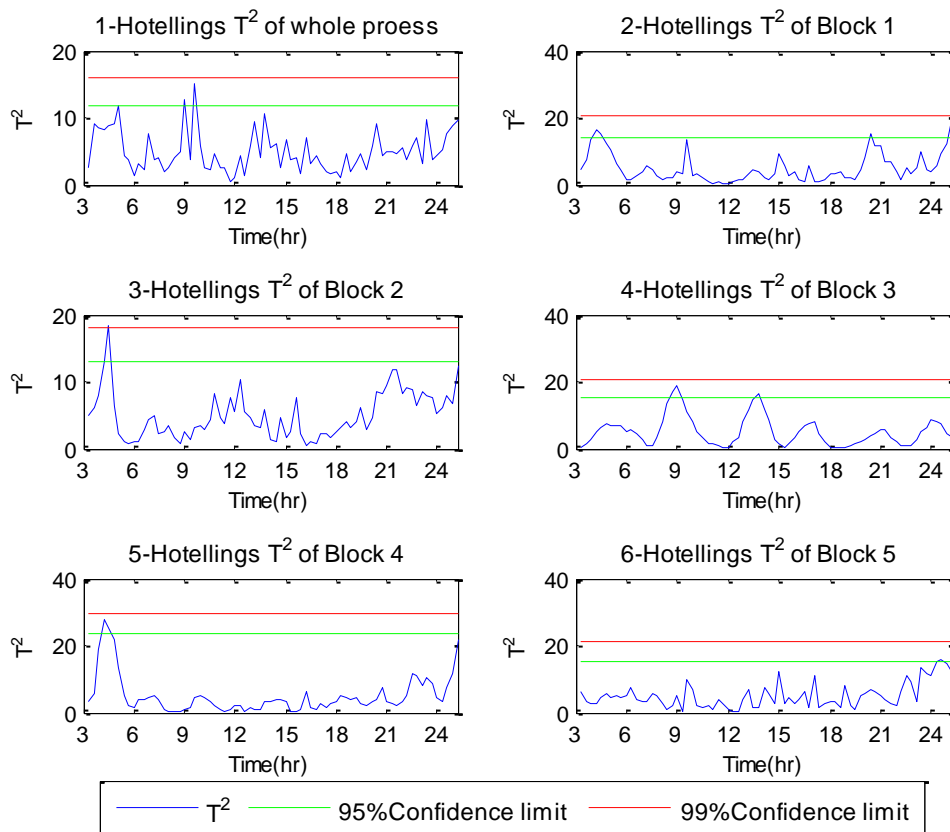 1-Hotellings T² of whole proess
2-Hotellings T² of Block 1
20
10
0
T²
3 6 9 12 15 18 21 24
Time(hr)
40
20
0
T²
3 6 9 12 15 18 21 24
Time(hr)
3-Hotellings T² of Block 2
4-Hotellings T² of Block 3
20
10
0
T²
3 6 9 12 15 18 21 24
Time(hr)
40
20
0
T²
3 6 9 12 15 18 21 24
Time(hr)
5-Hotellings T² of Block 4
6-Hotellings T² of Block 5
40
20
0
T²
3 6 9 12 15 18 21 24
Time(hr)
40
20
0
T²
3 6 9 12 15 18 21 24
Time(hr)
T² 95%Confidence limit 99%Confidence limit